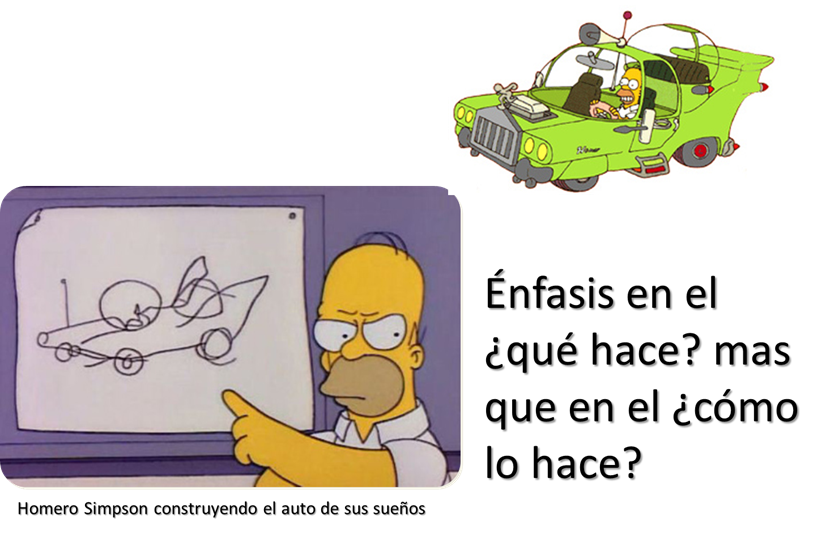 Énfasis en el
¿qué hace? mas
que en el ¿cómo
lo hace?
Homero Simpson construyendo el auto de sus sueños